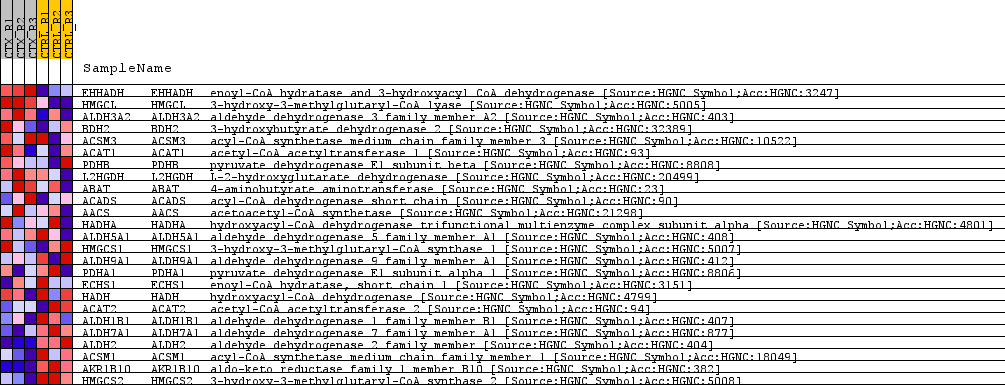 CTX_R1
CTX_R2
CTX_R3
CTRL_R1
CTRL_R2
CTRL_R3
SampleName
EHHADH EHHADH enoyl-CoA hydratase and 3-hydroxyacyl CoA dehydrogenase [Source:HGNC Symbol;Acc:HGNC:3247]
HMGCL HMGCL 3-hydroxy-3-methylglutaryl-CoA lyase [Source:HGNC Symbol;Acc:HGNC:5005]
ALDH3A2 ALDH3A2 aldehyde dehydrogenase 3 family member A2 [Source:HGNC Symbol;Acc:HGNC:403]
BDH2 BDH2 3-hydroxybutyrate dehydrogenase 2 [Source:HGNC Symbol;Acc:HGNC:32389]
ACSM3 ACSM3 acyl-CoA synthetase medium chain family member 3 [Source:HGNC Symbol;Acc:HGNC:10522]
ACAT1 ACAT1 acetyl-CoA acetyltransferase 1 [Source:HGNC Symbol;Acc:HGNC:93]
PDHB PDHB pyruvate dehydrogenase E1 subunit beta [Source:HGNC Symbol;Acc:HGNC:8808]
L2HGDH L2HGDH L-2-hydroxyglutarate dehydrogenase [Source:HGNC Symbol;Acc:HGNC:20499]
ABAT ABAT 4-aminobutyrate aminotransferase [Source:HGNC Symbol;Acc:HGNC:23]
ACADS ACADS acyl-CoA dehydrogenase short chain [Source:HGNC Symbol;Acc:HGNC:90]
AACS AACS acetoacetyl-CoA synthetase [Source:HGNC Symbol;Acc:HGNC:21298]
HADHA HADHA hydroxyacyl-CoA dehydrogenase trifunctional multienzyme complex subunit alpha [Source:HGNC Symbol;Acc:HGNC:4801]
ALDH5A1 ALDH5A1 aldehyde dehydrogenase 5 family member A1 [Source:HGNC Symbol;Acc:HGNC:408]
HMGCS1 HMGCS1 3-hydroxy-3-methylglutaryl-CoA synthase 1 [Source:HGNC Symbol;Acc:HGNC:5007]
ALDH9A1 ALDH9A1 aldehyde dehydrogenase 9 family member A1 [Source:HGNC Symbol;Acc:HGNC:412]
PDHA1 PDHA1 pyruvate dehydrogenase E1 subunit alpha 1 [Source:HGNC Symbol;Acc:HGNC:8806]
ECHS1 ECHS1 enoyl-CoA hydratase, short chain 1 [Source:HGNC Symbol;Acc:HGNC:3151]
HADH HADH hydroxyacyl-CoA dehydrogenase [Source:HGNC Symbol;Acc:HGNC:4799]
ACAT2 ACAT2 acetyl-CoA acetyltransferase 2 [Source:HGNC Symbol;Acc:HGNC:94]
ALDH1B1 ALDH1B1 aldehyde dehydrogenase 1 family member B1 [Source:HGNC Symbol;Acc:HGNC:407]
ALDH7A1 ALDH7A1 aldehyde dehydrogenase 7 family member A1 [Source:HGNC Symbol;Acc:HGNC:877]
ALDH2 ALDH2 aldehyde dehydrogenase 2 family member [Source:HGNC Symbol;Acc:HGNC:404]
ACSM1 ACSM1 acyl-CoA synthetase medium chain family member 1 [Source:HGNC Symbol;Acc:HGNC:18049]
AKR1B10 AKR1B10 aldo-keto reductase family 1 member B10 [Source:HGNC Symbol;Acc:HGNC:382]
HMGCS2 HMGCS2 3-hydroxy-3-methylglutaryl-CoA synthase 2 [Source:HGNC Symbol;Acc:HGNC:5008]